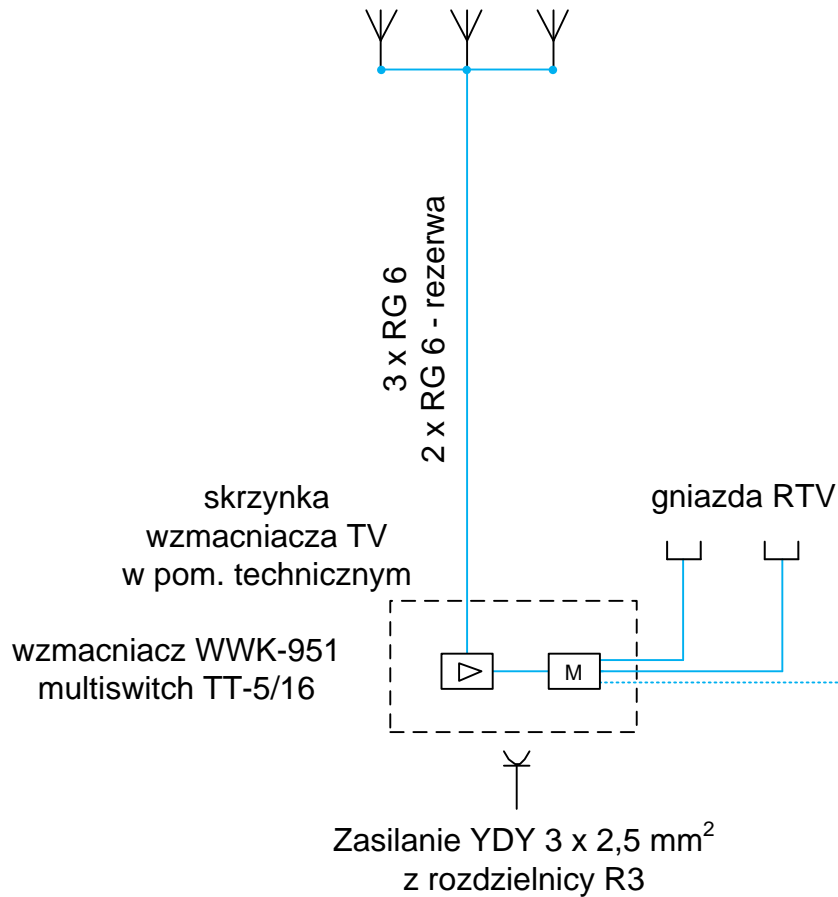 3 x RG 6
2 x RG 6 - rezerwa
skrzynka
wzmacniacza TV
w pom. technicznym
gniazda RTV
wzmacniacz WWK-951
multiswitch TT-5/16
M
Zasilanie YDY 3 x 2,5 mm²
z rozdzielnicy R3